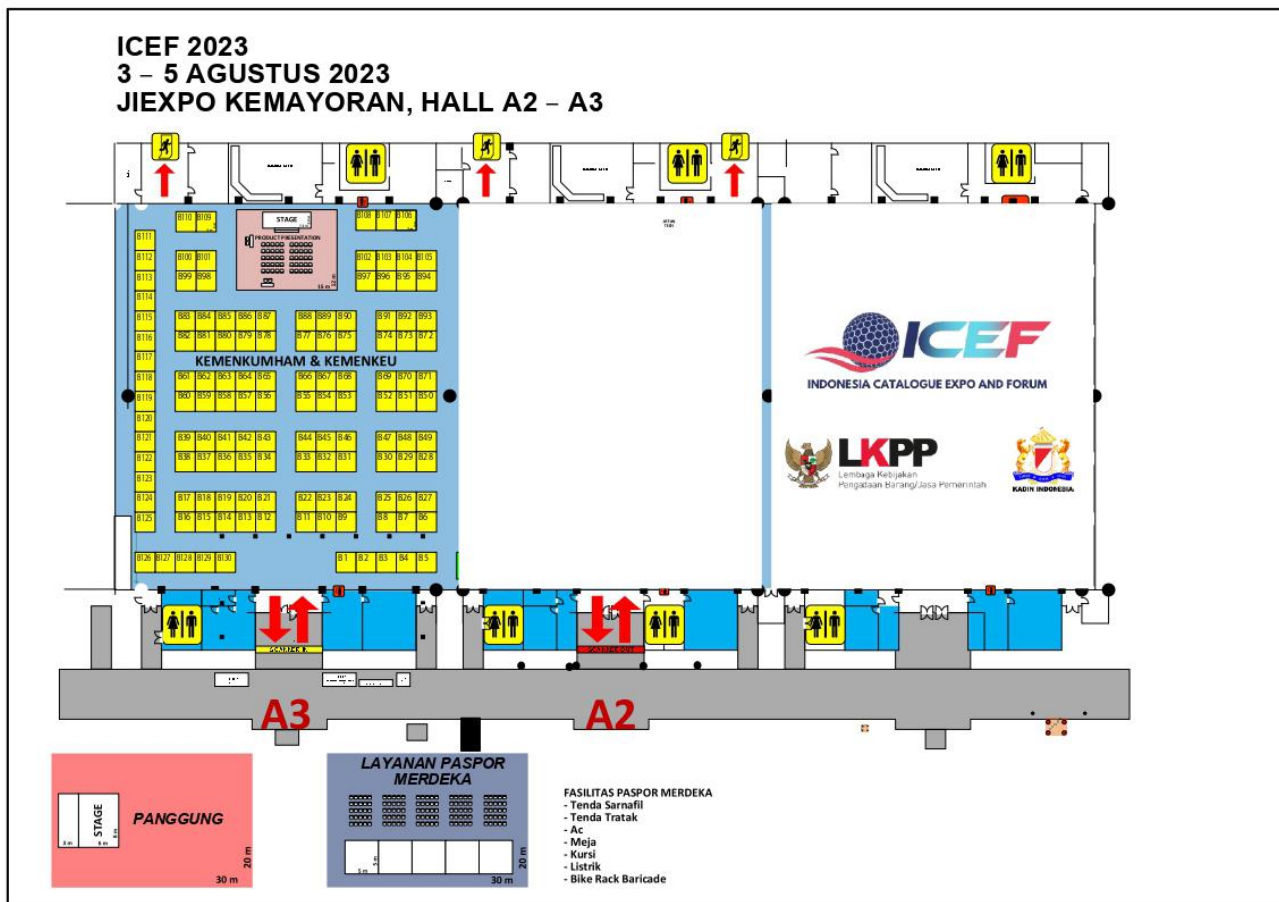 ICEF 2023
3 – 5 AGUSTUS 2023
JIEXPO KEMAYORAN, HALL A2 – A3
B110 B109
STAGE
B108 B107 B106
PRODUCT PRESENTATION
B111
B112 B100 B101 B102 B103 B104 B105
B113 B99 B98 B97 B96 B95 B94
15 m
12 m
B114
B115 B83 B84 B85 B86 B87 B88 B89 B90 B91 B92 B93
B116 B82 B81 B80 B79 B78 B77 B76 B75 B74 B73 B72
B117 KEMENKUMHAM & KEMENKEU
B118 B61 B62 B63 B64 B65 B66 B67 B68 B69 B70 B71
B119 B60 B59 B58 B57 B56 B55 B54 B53 B52 B51 B50
B120
B121 B39 B40 B41 B42 B43 B44 B45 B46 B47 B48 B49
B122 B38 B37 B36 B35 B34 B33 B32 B31 B30 B29 B28
B123
B124 B17 B18 B19 B20 B21 B22 B23 B24 B25 B26 B27
B125 B16 B15 B14 B13 B12 B11 B10 B9 B8 B7 B6
B126 B127 B128 B129 B130 B1 B2 B3 B4 B5
ICEF
INDONESIA CATALOGUE EXPO AND FORUM
LKPP
Lembaga Kebijakan
Pengadaan Barang/Jasa Pemerintah
KADIN INDONESIA
A3
A2
STAGE
PANGGUNG
20 m
30 m
LAYANAN PASPOR
MERDEKA
5 m
5 m
20 m
30 m
FASILITAS PASPOR MERDEKA
- Tenda Sarnafil
- Tenda Tratak
- Ac
- Meja
- Kursi
- Listrik
- Bike Rack Baricade